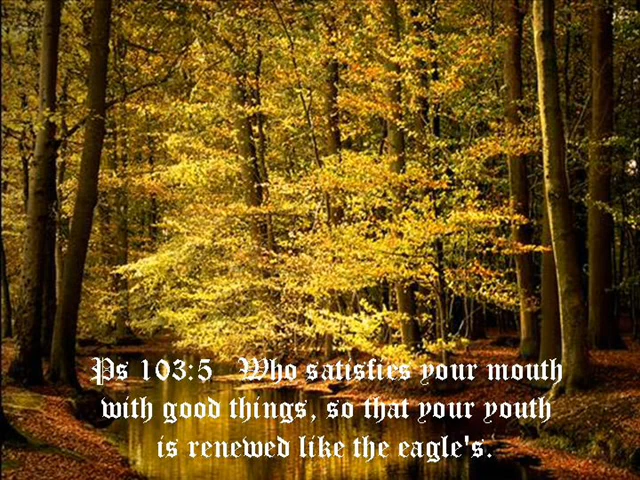 Ps 103:5 Who satisfies your mouth
with good things, so that your youth
is renewed like the eagle's.